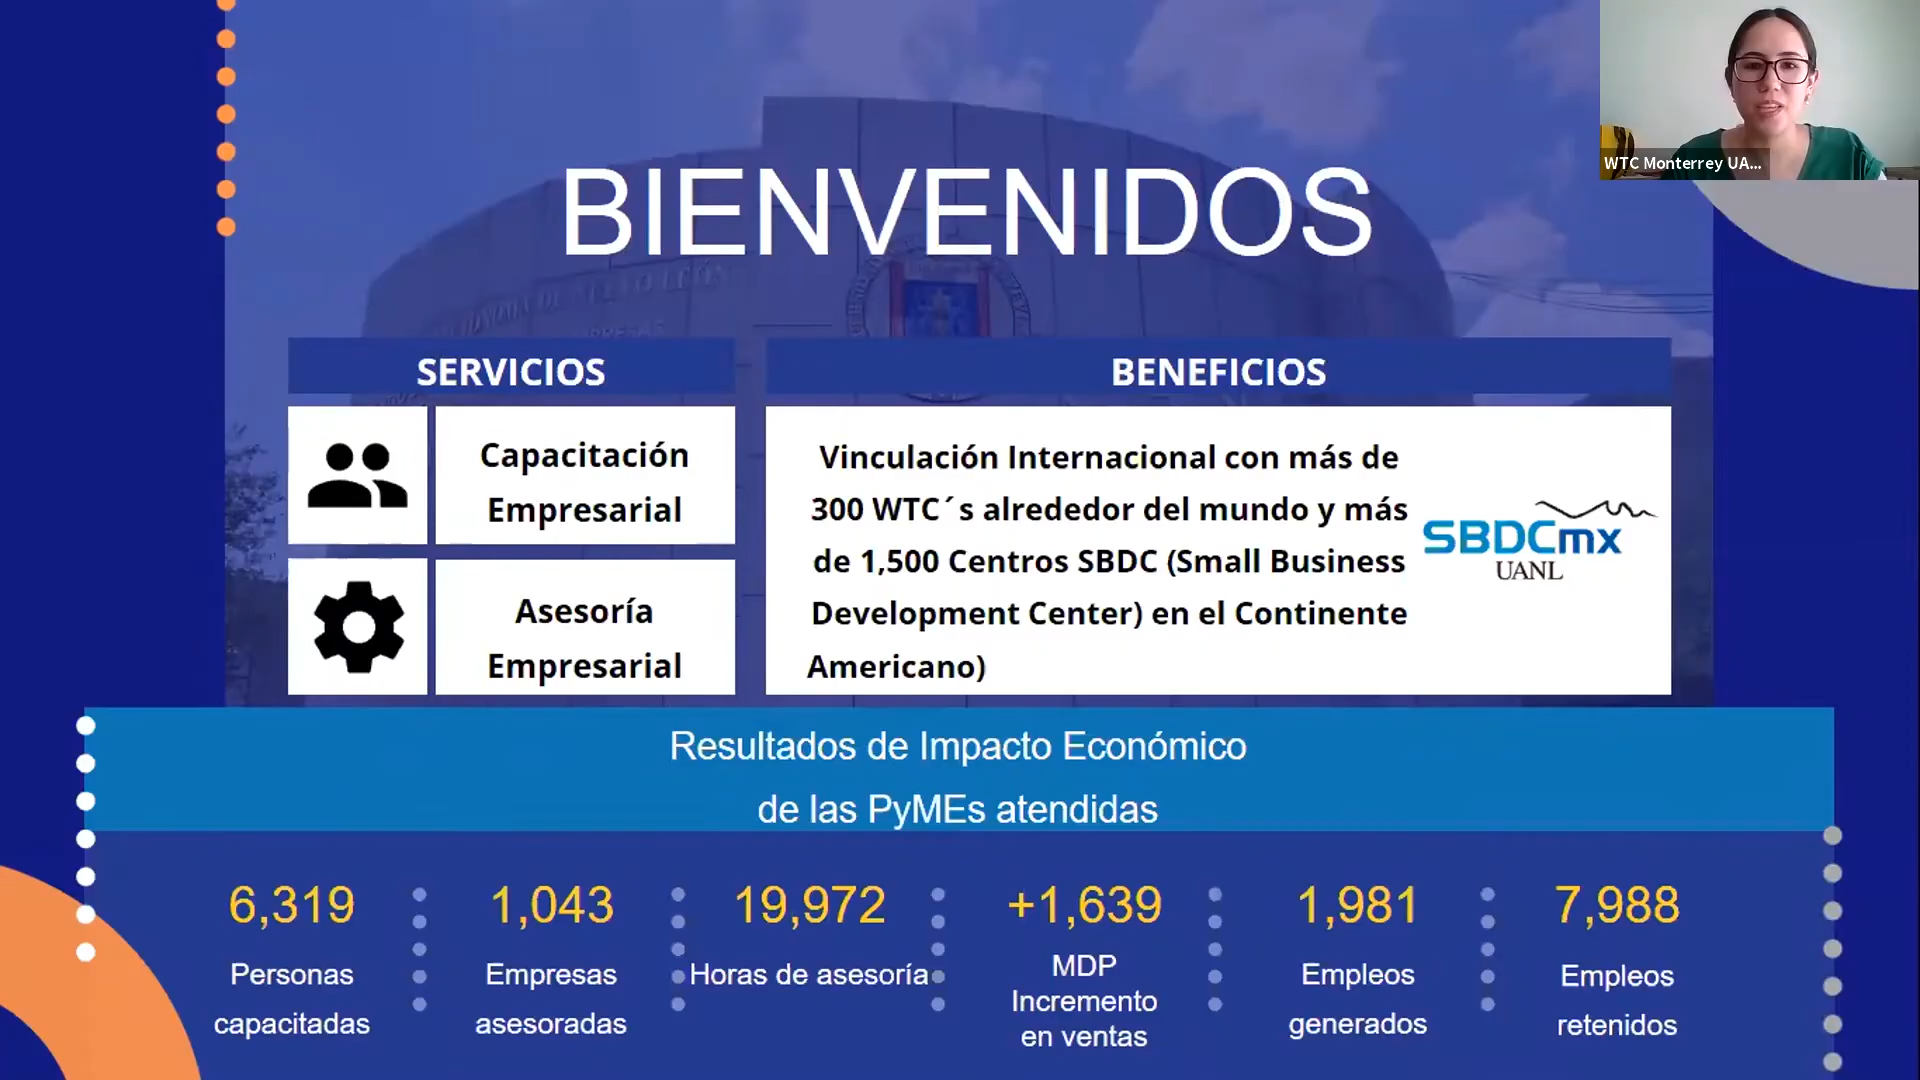 WTC Monterrey UA...
BIENVENIDOS
SERVICIOS
Capacitación
Empresarial
Asesoría
Empresarial
BENEFICIOS
Vinculación Internacional con más de
300 WTC´s alrededor del mundo y más
de 1,500 Centros SBDC (Small Business
Development Center) en el Continente
Americano)
SBDCmx
UANL
Resultados de Impacto Económico
de las PyMEs atendidas
6,319
Personas
capacitadas
1,043
Empresas
asesoradas
19,972
Horas de asesoría
+1,639
MDP
Incremento
en ventas
1,981
Empleos
generados
7,988
Empleos
retenidos